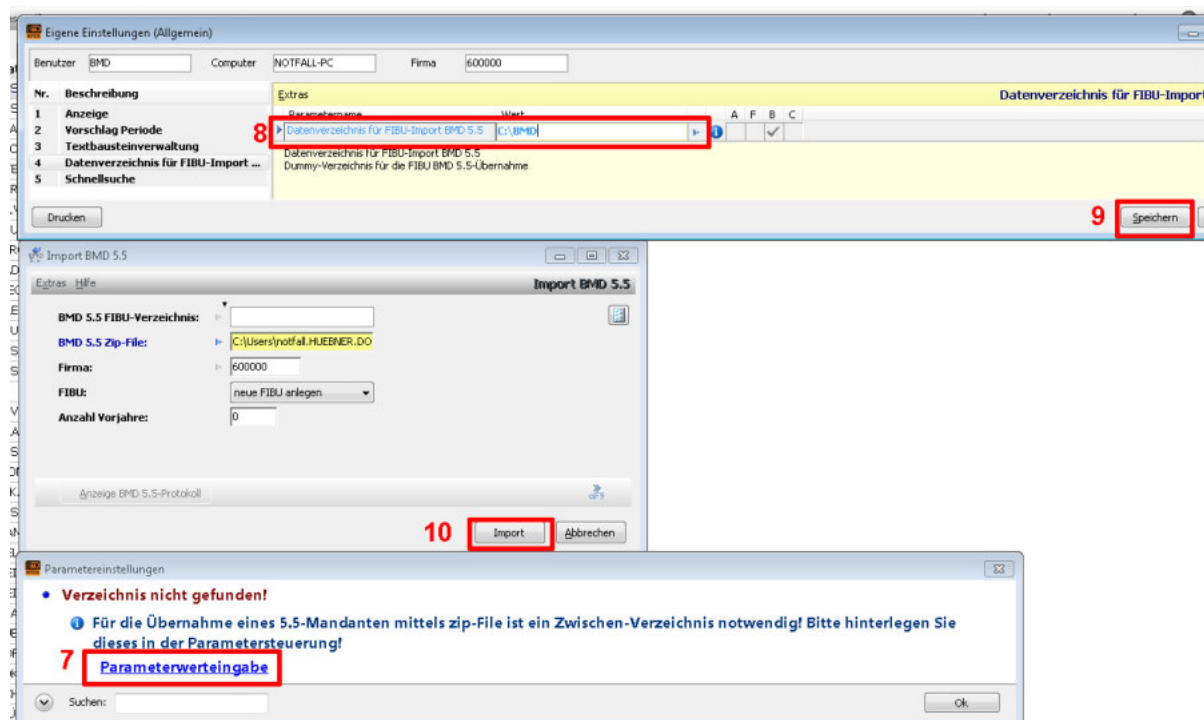 Eigene Einstellungen (Allgemein)
Benutzer BMD Computer NOTFALL-PC Firma 600000
Nr. Beschreibung
1 Anzeige
2 Vorschlag Periode
3 Textbausteinverwaltung
4 Datenverzeichnis für FIBU-Import ...
5 Schnellsuche
Extras Datenverzeichnis für FIBU-Import
Parametername Wert A F B C
8 Datenverzeichnis für FIBU-Import BMD 5.5 C:\BMD
Datenverzeichnis für FIBU-Import BMD 5.5
Dummy-Verzeichnis für die FIBU BMD 5.5-Übernahme
Drucken 9 Speichern
Import BMD 5.5
Extras Hilfe Import BMD 5.5
BMD 5.5 FIBU-Verzeichnis:
BMD 5.5 Zip-File: C:\Users\notfall.HUEBNER.DO
Firma: 600000
FIBU: neue FIBU anlegen
Anzahl Vorjahre: 0
Anzeige BMD 5.5-Protokoll
10 Import Abbrechen
Parametereinstellungen
Verzeichnis nicht gefunden!
Für die Übernahme eines 5.5-Mandanten mittels zip-File ist ein Zwischen-Verzeichnis notwendig! Bitte hinterlegen Sie
dieses in der Parametersteuerung!
7 Parameterwerteingabe
Suchen: Ok